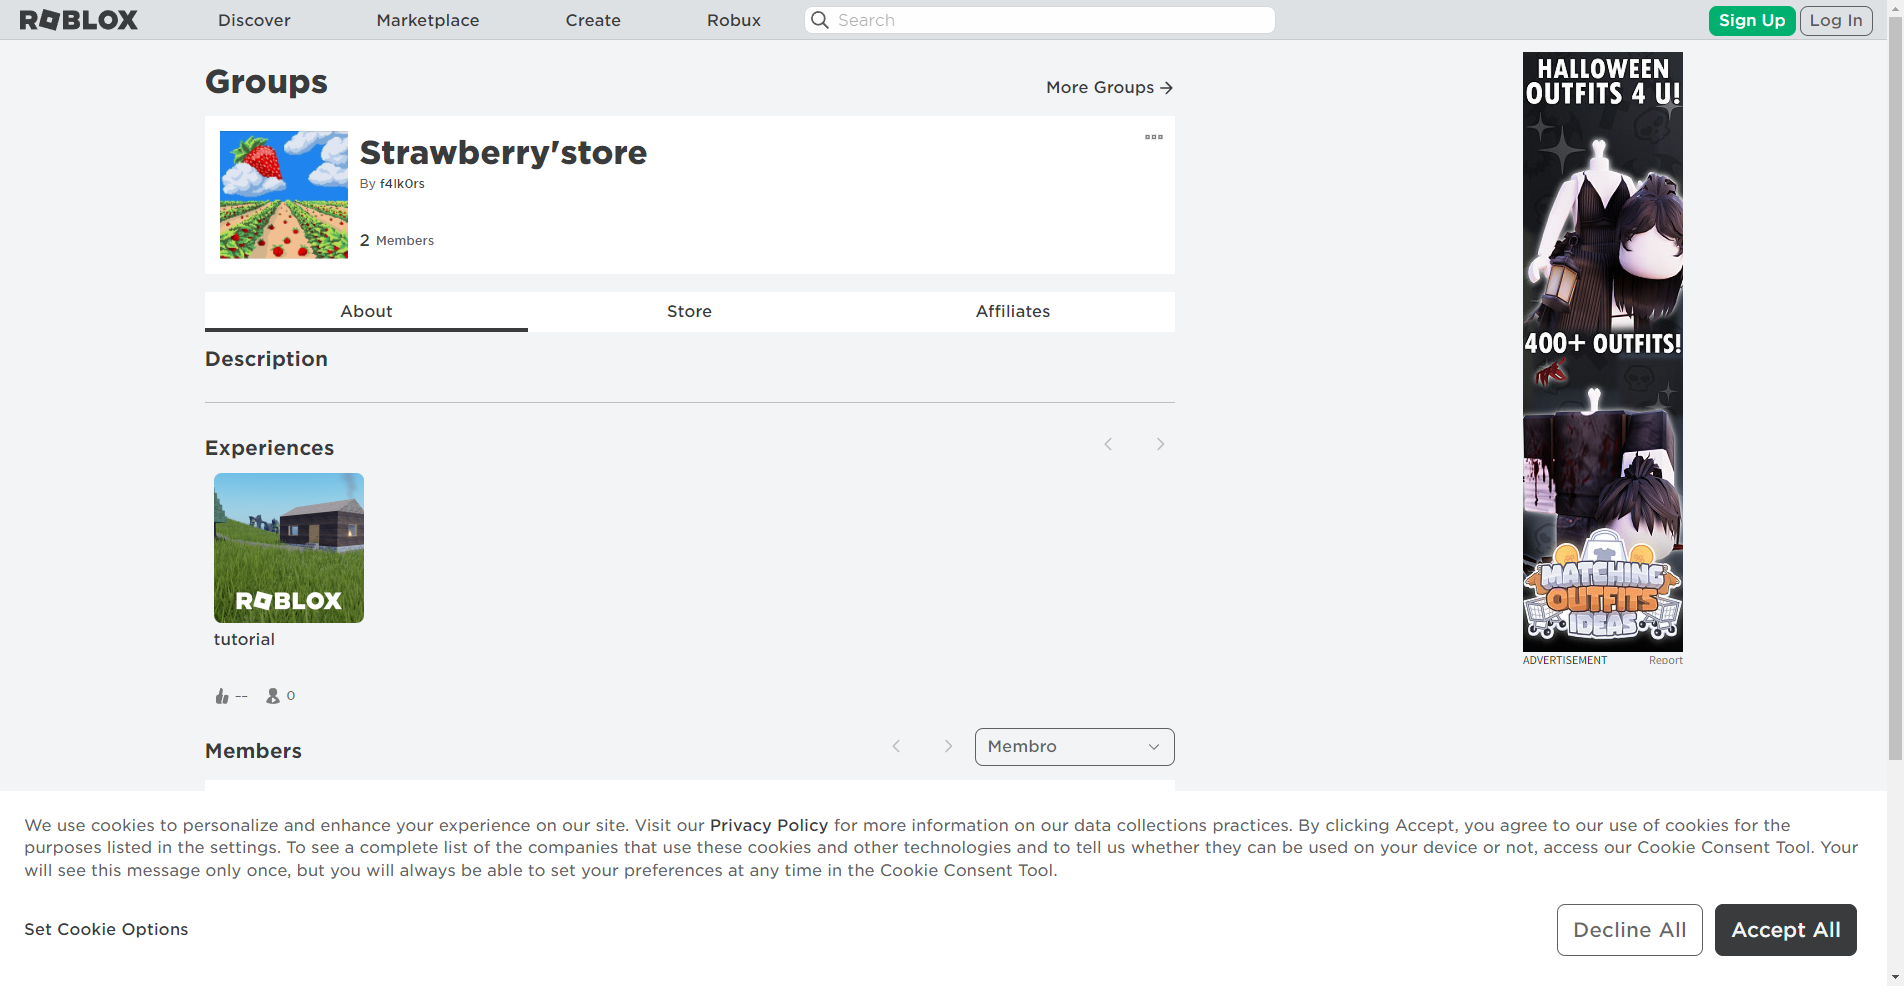 ROBLOX
Discover
Marketplace
Create
Robux
Search
Sign Up
Log In
Groups
More Groups
Strawberry'store
By f4lk0rs
2 Members
About
Store
Affiliates
Description
Experiences
ROBLOX
tutorial
--
0
Members
Membro
HALLOWEEN
OUTFITS 4 U!
400+ OUTFITS!
MATCHING
OUTFITS
IDEAS
ADVERTISEMENT
Report
We use cookies to personalize and enhance your experience on our site. Visit our Privacy Policy for more information on our data collections practices. By clicking Accept, you agree to our use of cookies for the
purposes listed in the settings. To see a complete list of the companies that use these cookies and other technologies and to tell us whether they can be used on your device or not, access our Cookie Consent Tool. Your
will see this message only once, but you will always be able to set your preferences at any time in the Cookie Consent Tool.
Set Cookie Options
Decline All
Accept All